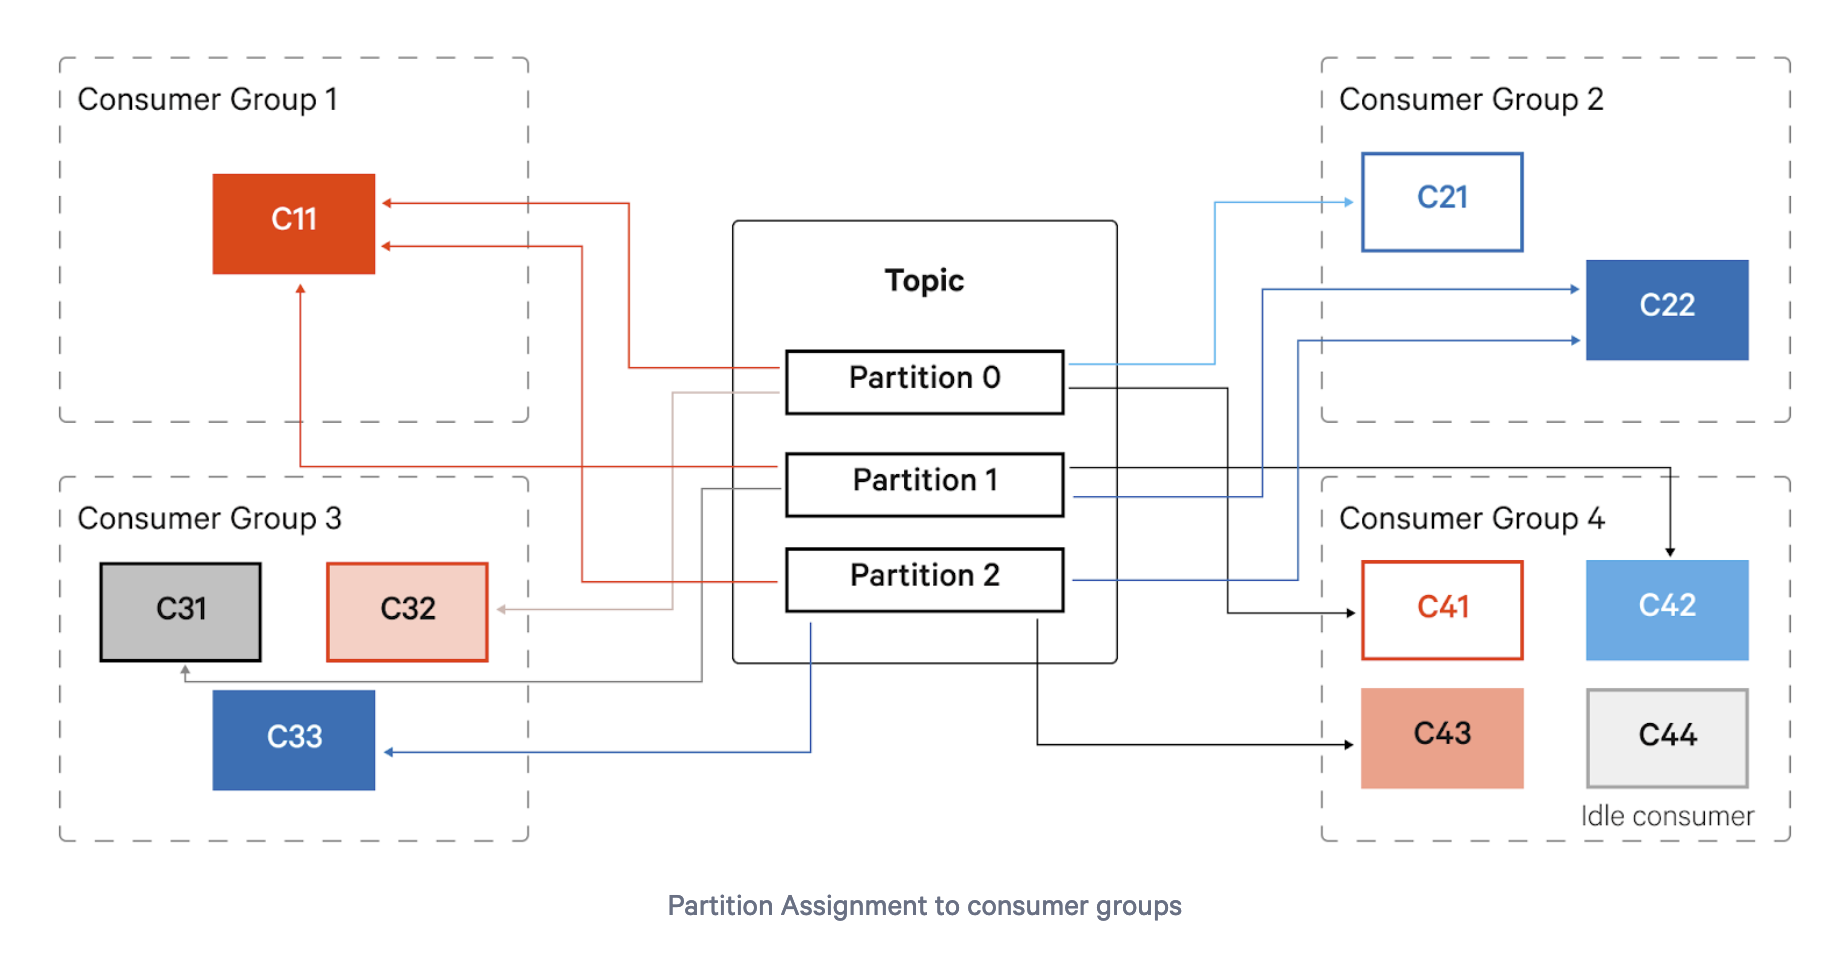 Consumer Group 1
C11
Consumer Group 2
C21
C22
Topic
Partition 0
Partition 1
Partition 2
Consumer Group 3
C31
C32
C33
Consumer Group 4
C41
C42
C43
C44
Idle consumer
Partition Assignment to consumer groups